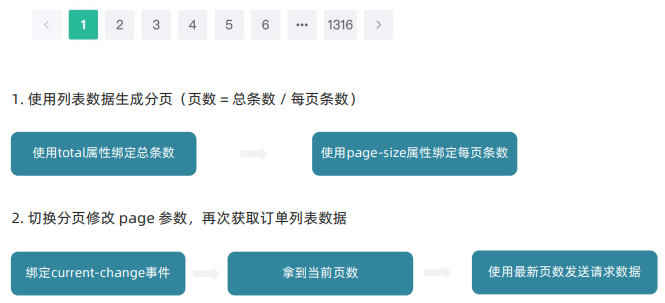 < 1 2 3 4 5 6 ••• 1316 >
1. 使用列表数据生成分页（页数 = 总条数 / 每页条数）
使用total属性绑定总条数 使用page-size属性绑定每页条数
2. 切换分页修改 page 参数，再次获取订单列表数据
绑定current-change事件 拿到当前页数 使用最新页数发送请求数据